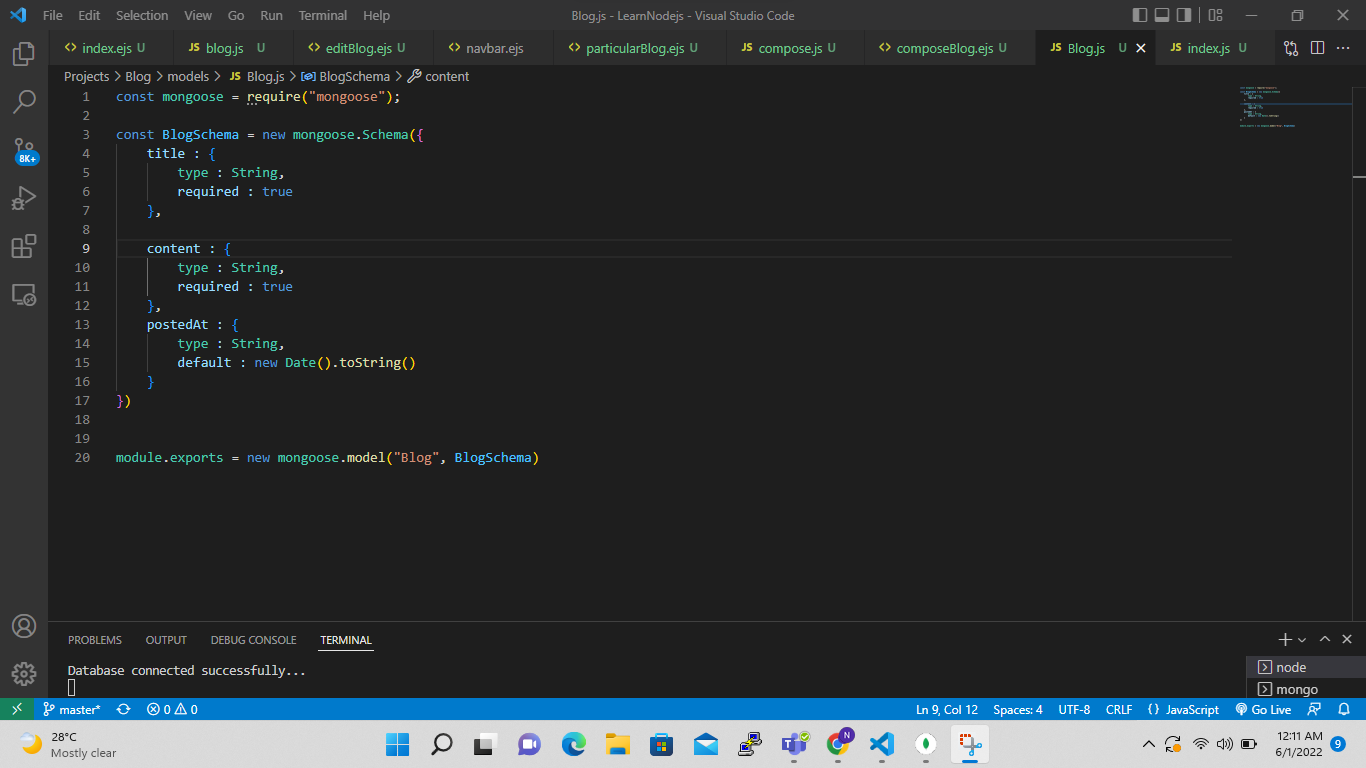 File Edit Selection View Go Run Terminal Help Blog.js - LearnNodejs - Visual Studio Code
index.ejs U JS blog.js U editBlog.ejs U navbar.ejs particularBlog.ejs U JS compose.js U composeBlog.ejs U JS Blog.js U JS index.js U
Projects > Blog > models > JS Blog.js > BlogSchema > content
1 const mongoose = require("mongoose");
2
3 const BlogSchema = new mongoose.Schema({
4 title : {
5 type : String,
6 required : true
7 },
8
9 content : {
10 type : String,
11 required : true
12 },
13 postedAt : {
14 type : String,
15 default : new Date().toString()
16 }
17 })
18
19
20 module.exports = new mongoose.model("Blog", BlogSchema)
8K+
PROBLEMS OUTPUT DEBUG CONSOLE TERMINAL
Database connected successfully...
node
mongo
master* 0 0 Ln 9, Col 12 Spaces: 4 UTF-8 CRLF {} JavaScript Go Live
28°C
Mostly clear
N
12:11 AM
6/1/2022 9